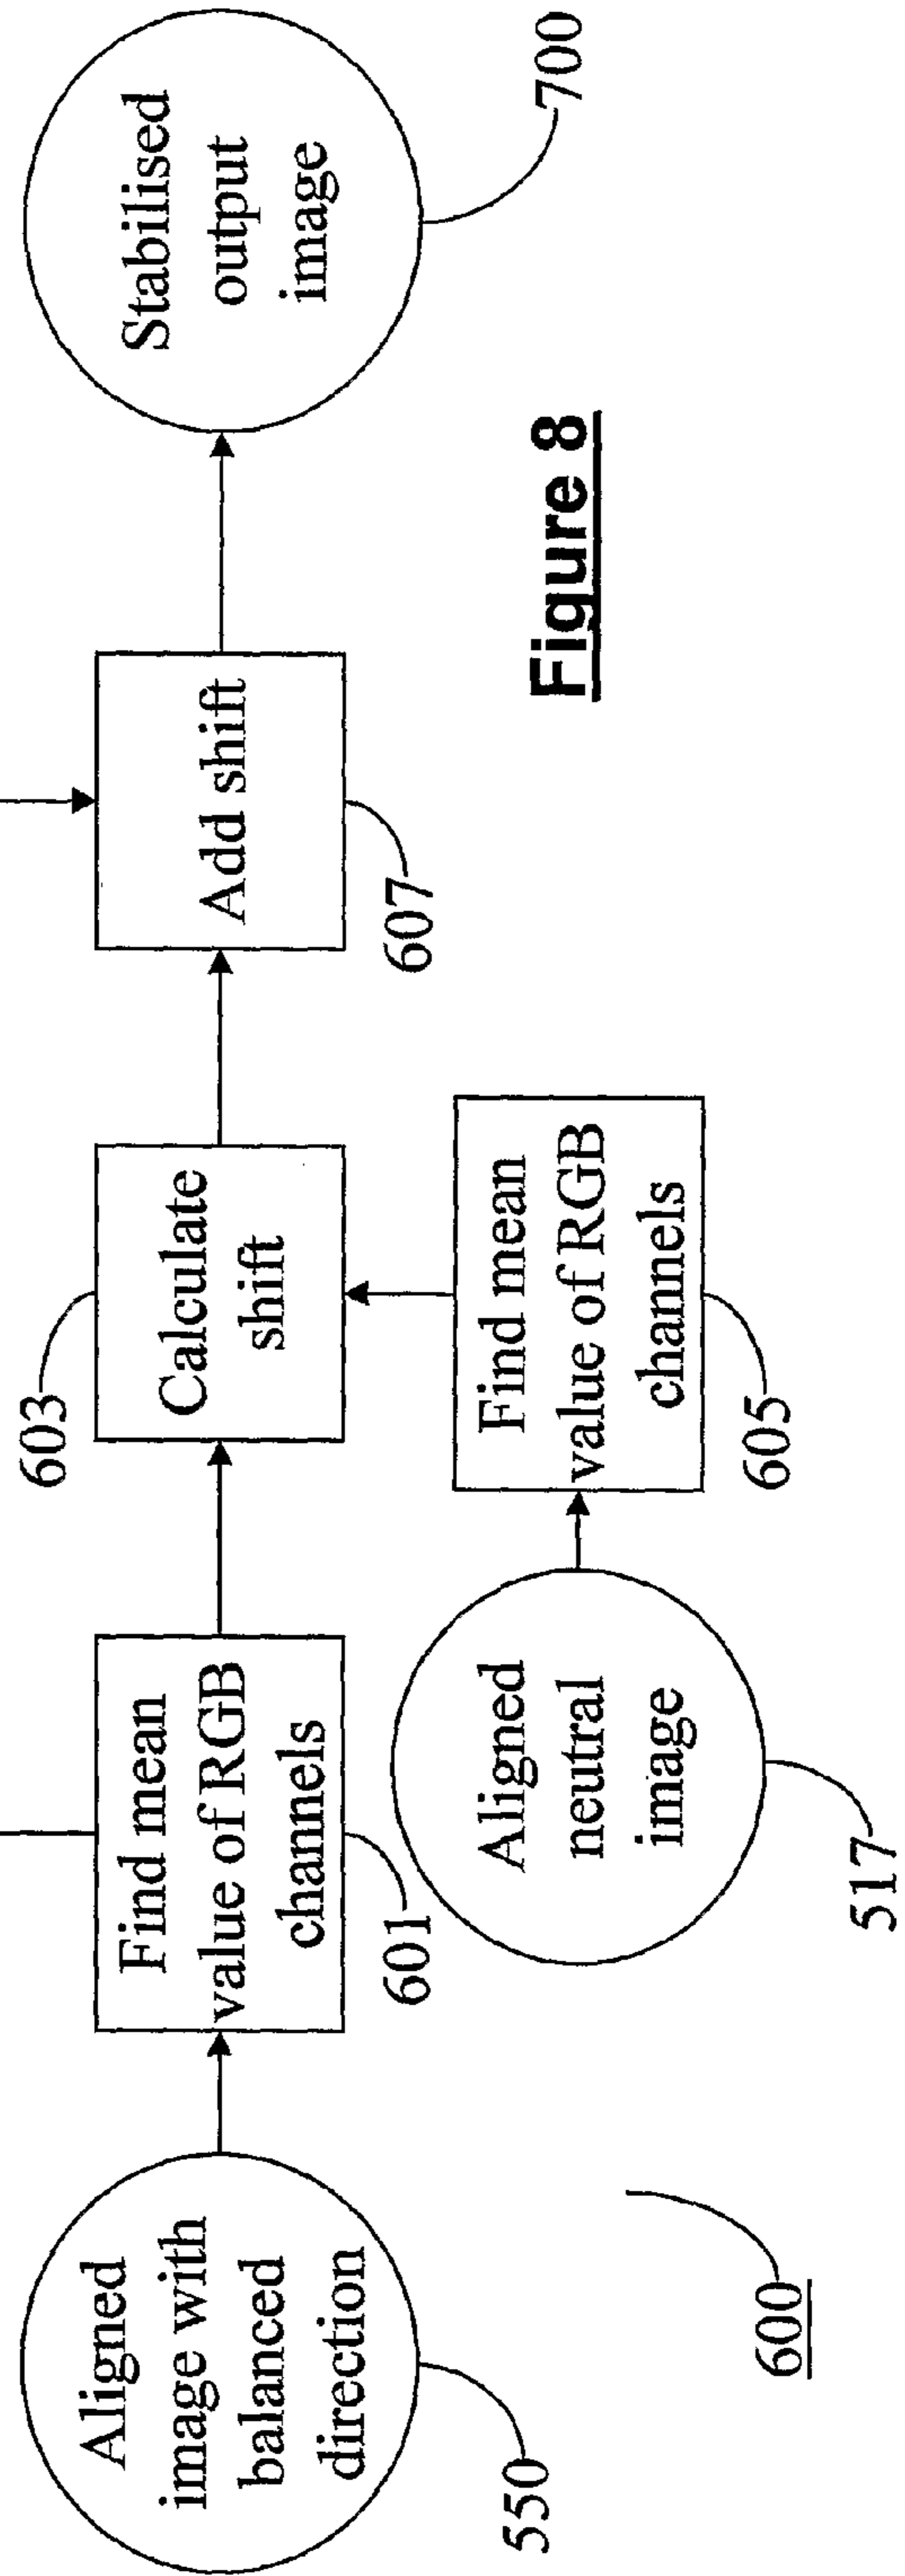 Aligned
image with
balanced
direction
550
Find mean
value of RGB
channels
601
603
Calculate
shift
Aligned
neutral
image
517
Find mean
value of RGB
channels
605
Add shift
607
Stabilised
output
image
700
600
Figure 8